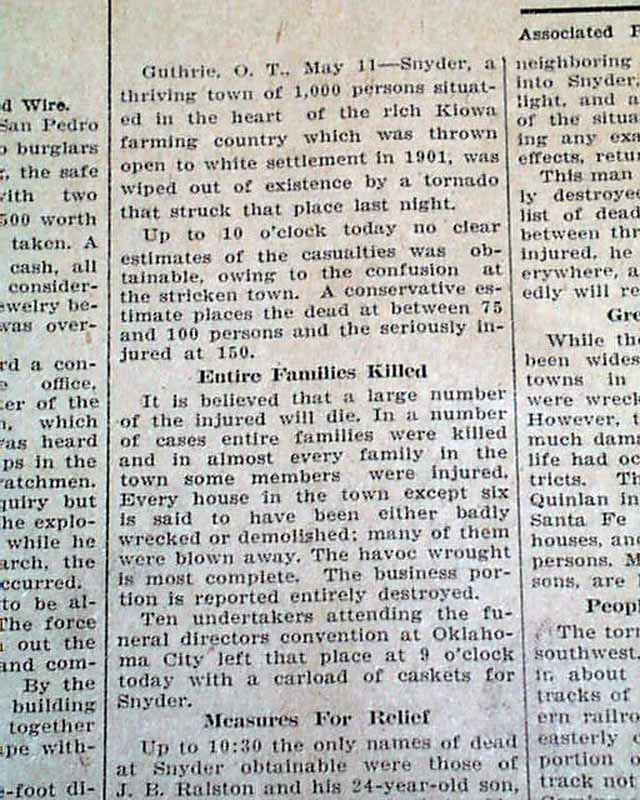 d Wire.
San Pedro
burglars
the safe
with two
500 worth
taken. A
cash, all
consider-
ewelry be-
was over-
rd a con-
office,
ter of the
which
was heard
ps in the
watchmen.
quiry but
he explo-
while he
arch, the
ccurred.
to be al-
The force
out the
and com-
By the
building
together
ape with-
e-foot di-
Guthrie, O. T., May 11—Snyder, a
thriving town of 1,000 persons situat-
ed in the heart of the rich Kiowa
farming country which was thrown
open to white settlement in 1901, was
wiped out of existence by a tornado
that struck that place last night.
Up to 10 o'clock today no clear
estimates of the casualties was ob-
tainable, owing to the confusion at
the stricken town. A conservative es-
timate places the dead at between 75
and 100 persons and the seriously in-
jured at 150.
Entire Families Killed
It is believed that a large number
of the injured will die. In a number
of cases entire families were killed
and in almost every family in the
town some members were injured.
Every house in the town except six
is said to have been either badly
wrecked or demolished; many of them
were blown away. The havoc wrought
is most complete. The business por-
tion is reported entirely destroyed.
Ten undertakers attending the fu-
neral directors convention at Oklaho-
ma City left that place at 9 o'clock
today with a carload of caskets for
Snyder.
Measures For Relief
Up to 10:30 the only names of dead
at Snyder obtainable were those of
J. B. Ralston and his 24-year-old son,
Associated P
neighboring
into Snyder,
light, and a
of the situa
ing any exa
effects, retu
This man
ly destroyed
list of dead
between thr
injured, he
erywhere, a
edly will re
Gre
While the
been wides
towns in
were wreck
However, t
much dama
life had oc
tricts. Th
Quinlan in
Santa Fe
houses, and
persons. M
sons, are
Peop
The torn
southwest.
in about
tracks of
ern railro
easterly c
portion o
track not